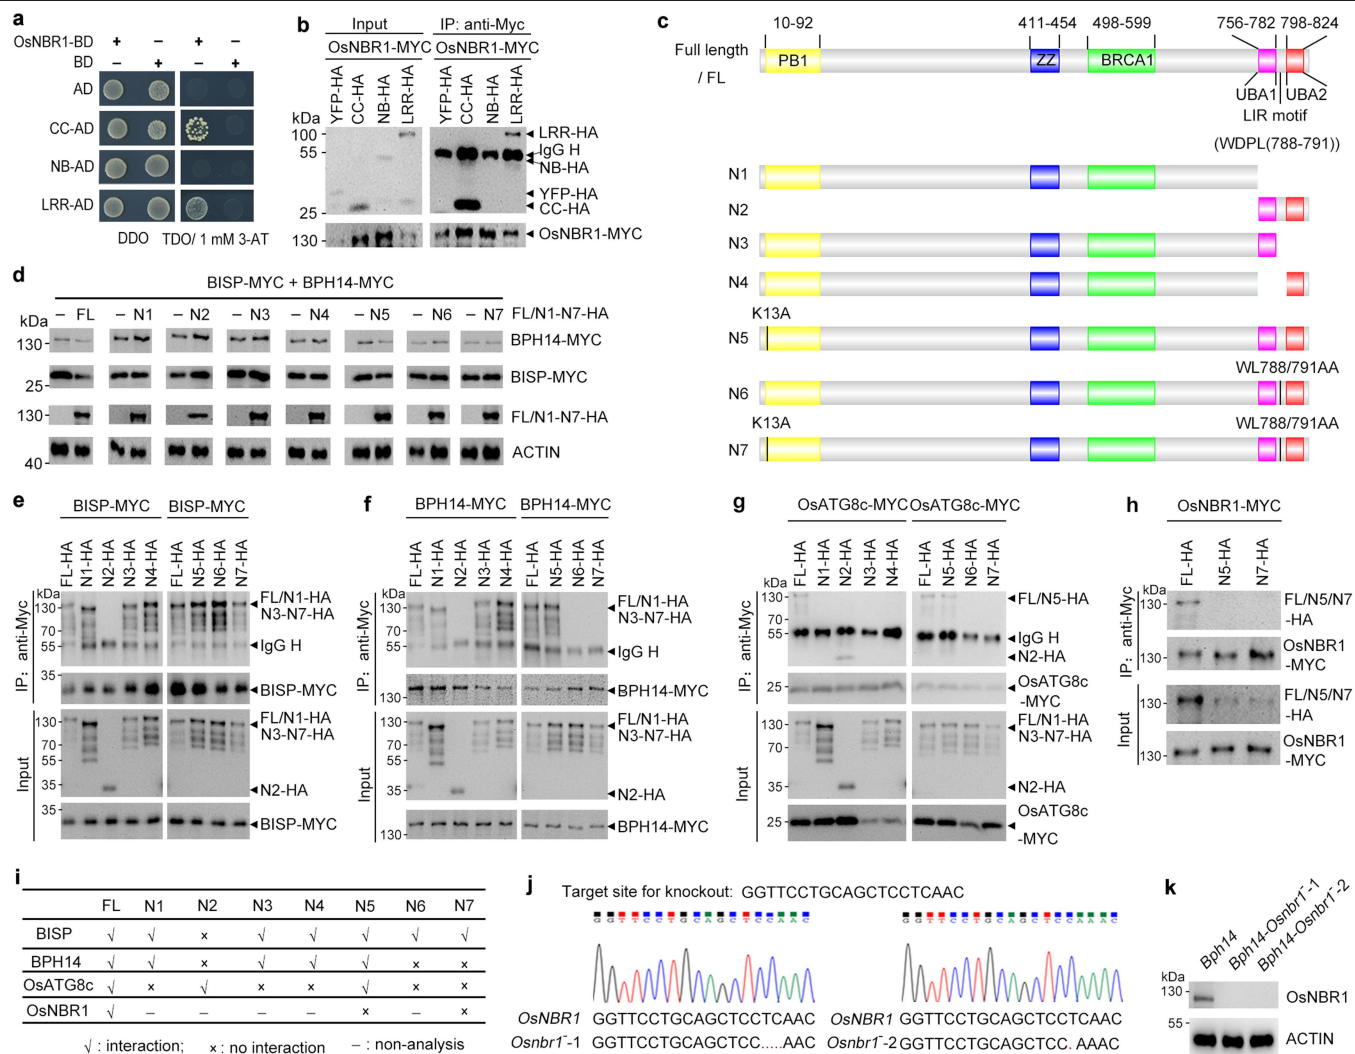 a
OsNBR1-BD + − + −
BD − + − +
AD
CC-AD
NB-AD
LRR-AD
DDO TDO/ 1 mM 3-AT
b
Input IP: anti-Myc
OsNBR1-MYC OsNBR1-MYC
YFP-HA CC-HA NB-HA LRR-HA YFP-HA CC-HA NB-HA LRR-HA
kDa
100
55
25
130
LRR-HA
IgG H
NB-HA
YFP-HA
CC-HA
OsNBR1-MYC
c
10-92 411-454 498-599 756-782 798-824
Full length
/ FL
PB1 ZZ BRCA1
UBA1 UBA2
LIR motif
(WDPL(788-791))
N1
N2
N3
N4
K13A
N5
WL788/791AA
N6
K13A WL788/791AA
N7
d
BISP-MYC + BPH14-MYC
− FL − N1 − N2 − N3 − N4 − N5 − N6 − N7 FL/N1-N7-HA
kDa
130 BPH14-MYC
25 BISP-MYC
130 FL/N1-N7-HA
40 ACTIN
e
BISP-MYC BISP-MYC
FL-HA N1-HA N2-HA N3-HA N4-HA FL-HA N5-HA N6-HA N7-HA
kDa
IP: anti-Myc
130
70
55
35
FL/N1-HA
N3-N7-HA
IgG H
BISP-MYC
Input
130
70
55
35
35
FL/N1-HA
N3-N7-HA
N2-HA
BISP-MYC
f
BPH14-MYC BPH14-MYC
FL-HA N1-HA N2-HA N3-HA N4-HA FL-HA N5-HA N6-HA N7-HA
kDa
IP: anti-Myc
130
70
55
130
FL/N1-HA
N3-N7-HA
IgG H
BPH14-MYC
Input
130
70
55
35
130
FL/N1-HA
N3-N7-HA
N2-HA
BPH14-MYC
g
OsATG8c-MYC OsATG8c-MYC
FL-HA N1-HA N2-HA N3-HA N4-HA FL-HA N5-HA N6-HA N7-HA
kDa
IP: anti-Myc
130
70
55
35
25
FL/N5-HA
IgG H
N2-HA
OsATG8c
-MYC
Input
130
70
35
25
FL/N1-HA
N3-N7-HA
N2-HA
OsATG8c
-MYC
h
OsNBR1-MYC
FL-HA N5-HA N7-HA
kDa
IP: anti-Myc
130
130
FL/N5/N7
-HA
OsNBR1
-MYC
Input
130
FL/N5/N7
-HA
OsNBR1
-MYC
i
FL N1 N2 N3 N4 N5 N6 N7
BISP √ √ × √ √ √ √ √
BPH14 √ √ × √ √ √ × ×
OsATG8c √ × √ × × √ × ×
OsNBR1 √ − − − − × − ×
√ : interaction; × : no interaction − : non-analysis
j
Target site for knockout: GGTTCCTGCAGCTCCTCAAC
G G T T C C T G C A G C T C C A A C G G T T C C T G C A G C T C C A A A C
OsNBR1 GGTTCCTGCAGCTCCTCAAC OsNBR1 GGTTCCTGCAGCTCCTCAAC
Osnbr1⁻-1 GGTTCCTGCAGCTCC.....AAC Osnbr1⁻-2 GGTTCCTGCAGCTCC.AAAC
k
Bph14 Bph14-Osnbr1⁻-1 Bph14-Osnbr1⁻-2
kDa
130 OsNBR1
55
ACTIN